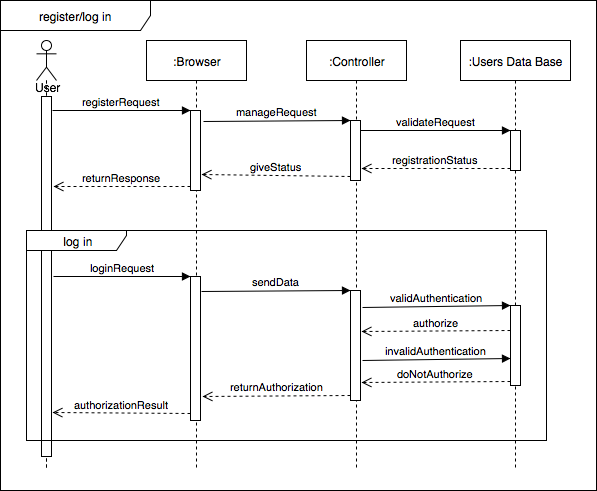 register/log in
User
:Browser
:Controller
:Users Data Base
registerRequest
manageRequest
validateRequest
registrationStatus
giveStatus
returnResponse
log in
loginRequest
sendData
validAuthentication
authorize
invalidAuthentication
doNotAuthorize
returnAuthorization
authorizationResult